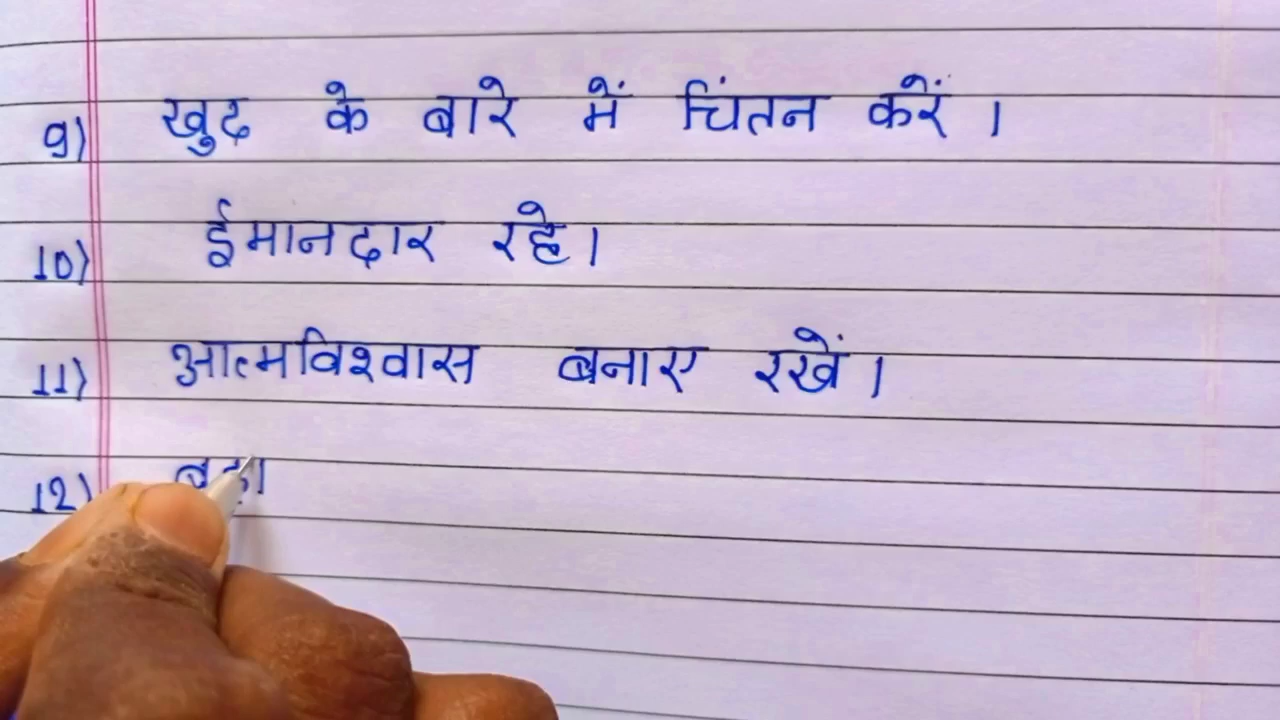 9) खुद के बारे में चिंतन करें ।
10) ईमानदार रहे।
11) आत्मविश्वास बनाए रखें।
12)